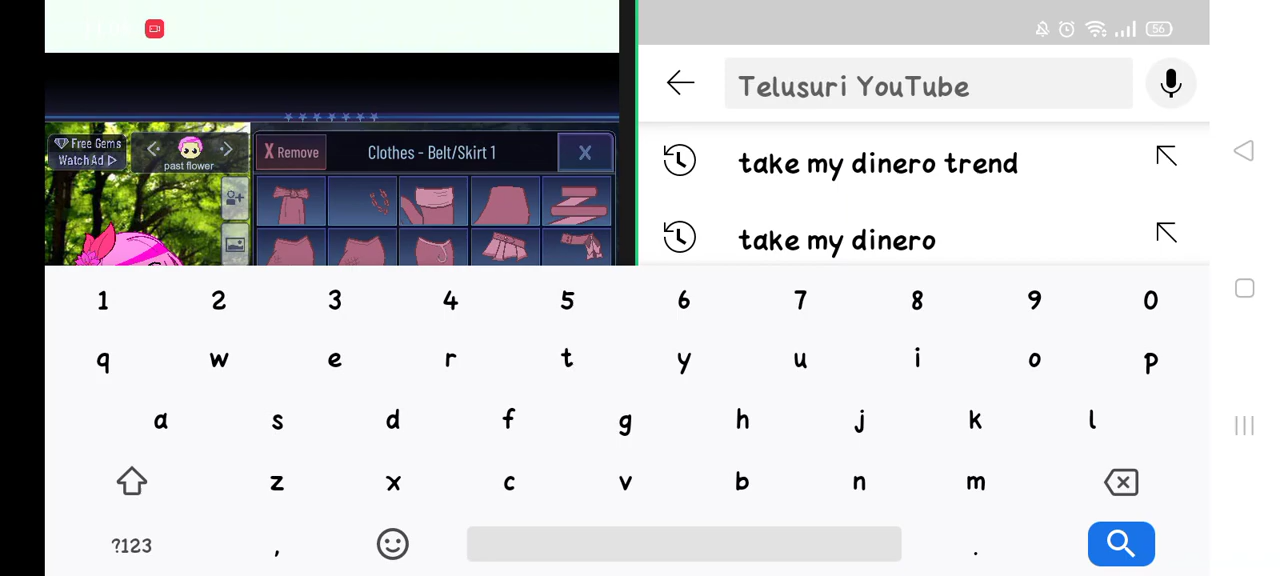 56
Free Gems
Watch Ad
past flower
X Remove
Clothes - Belt/Skirt 1
X
Telusuri YouTube
take my dinero trend
take my dinero
1 2 3 4 5 6 7 8 9 0
q w e r t y u i o p
a s d f g h j k l
z x c v b n m
?123 , .